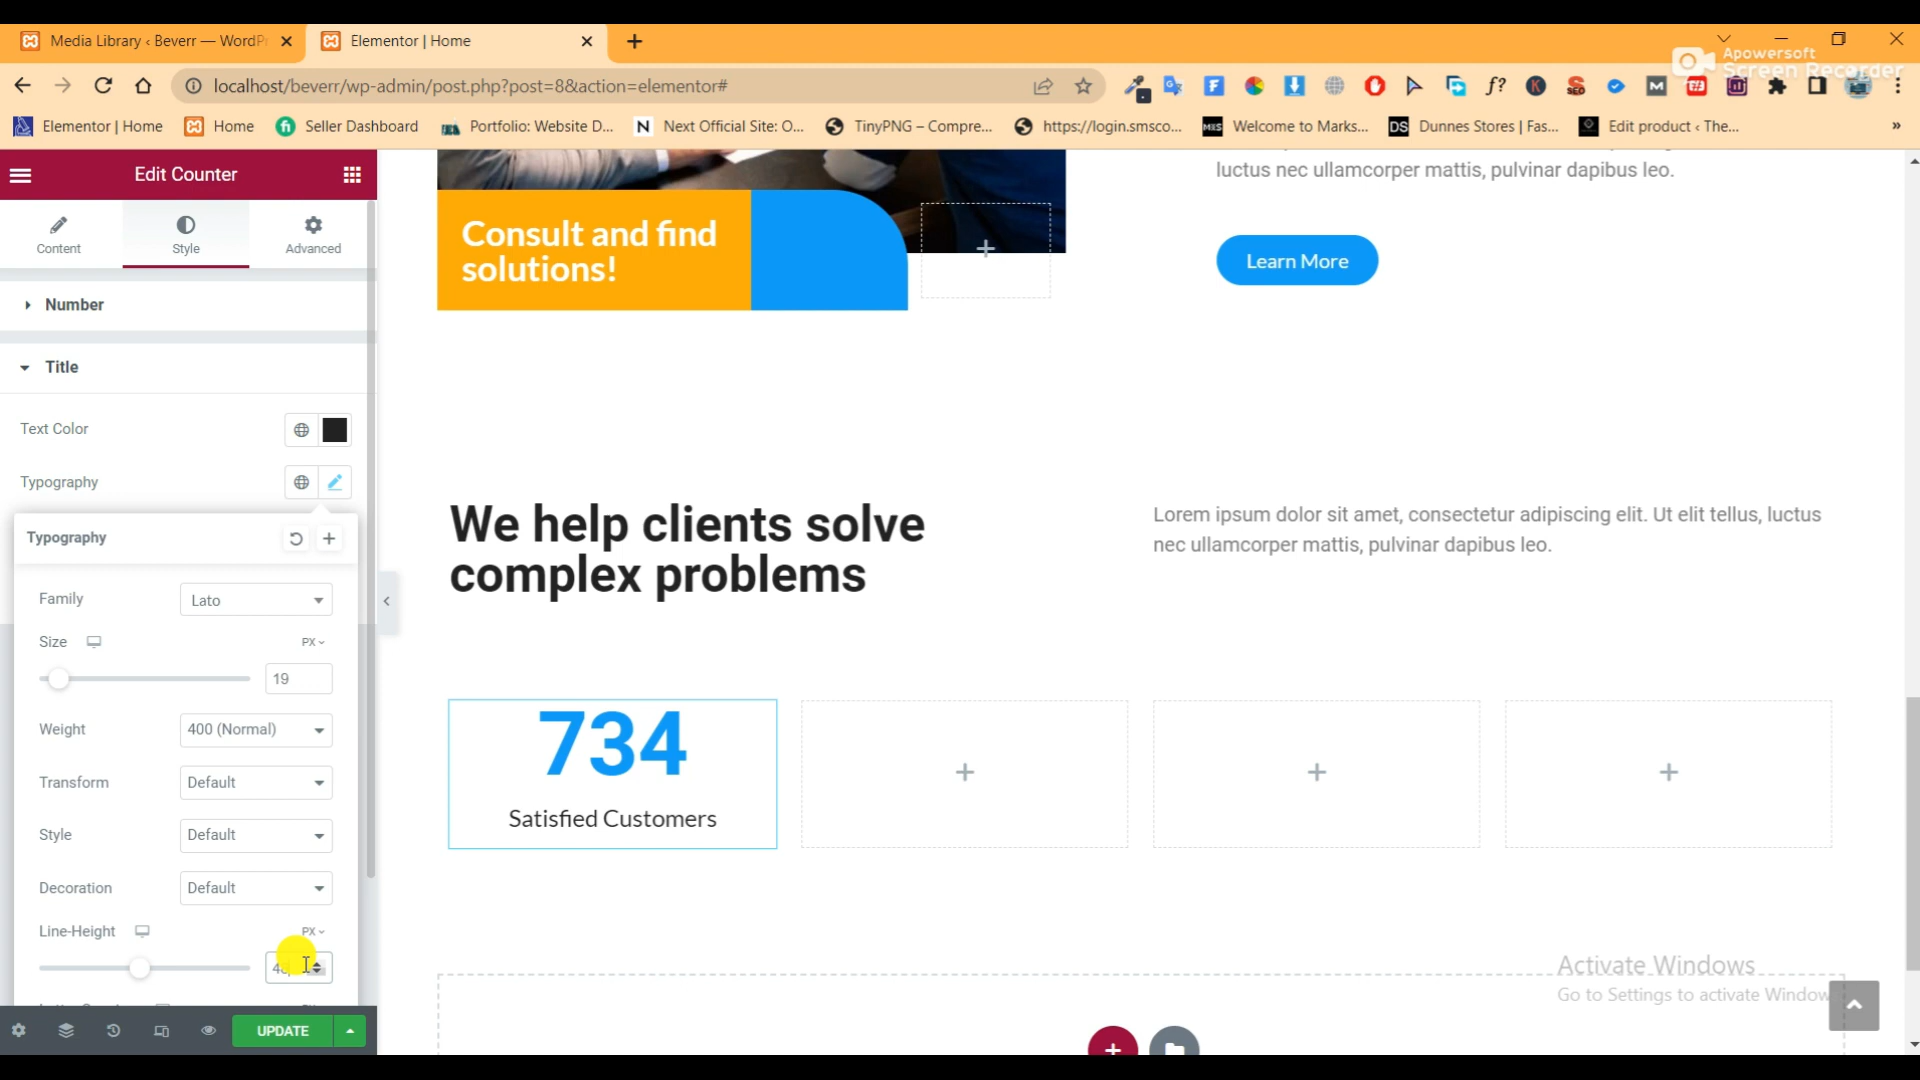 Media Library ‹ Beverr — WordPr
Elementor | Home
Apowersoft
Screen Recorder
localhost/beverr/wp-admin/post.php?post=8&action=elementor#
Elementor | Home
Home
Seller Dashboard
Portfolio: Website D...
Next Official Site: O...
TinyPNG – Compre...
https://login.smsco...
Welcome to Marks...
Dunnes Stores | Fas...
Edit product ‹ The...
Edit Counter
Content
Style
Advanced
Number
Title
Text Color
Typography
Typography
Family
Lato
Size
PX
19
Weight
400 (Normal)
Transform
Default
Style
Default
Decoration
Default
Line-Height
PX
UPDATE
luctus nec ullamcorper mattis, pulvinar dapibus leo.
Consult and find
solutions!
Learn More
We help clients solve
complex problems
Lorem ipsum dolor sit amet, consectetur adipiscing elit. Ut elit tellus, luctus
nec ullamcorper mattis, pulvinar dapibus leo.
734
Satisfied Customers
Activate Windows
Go to Settings to activate Window